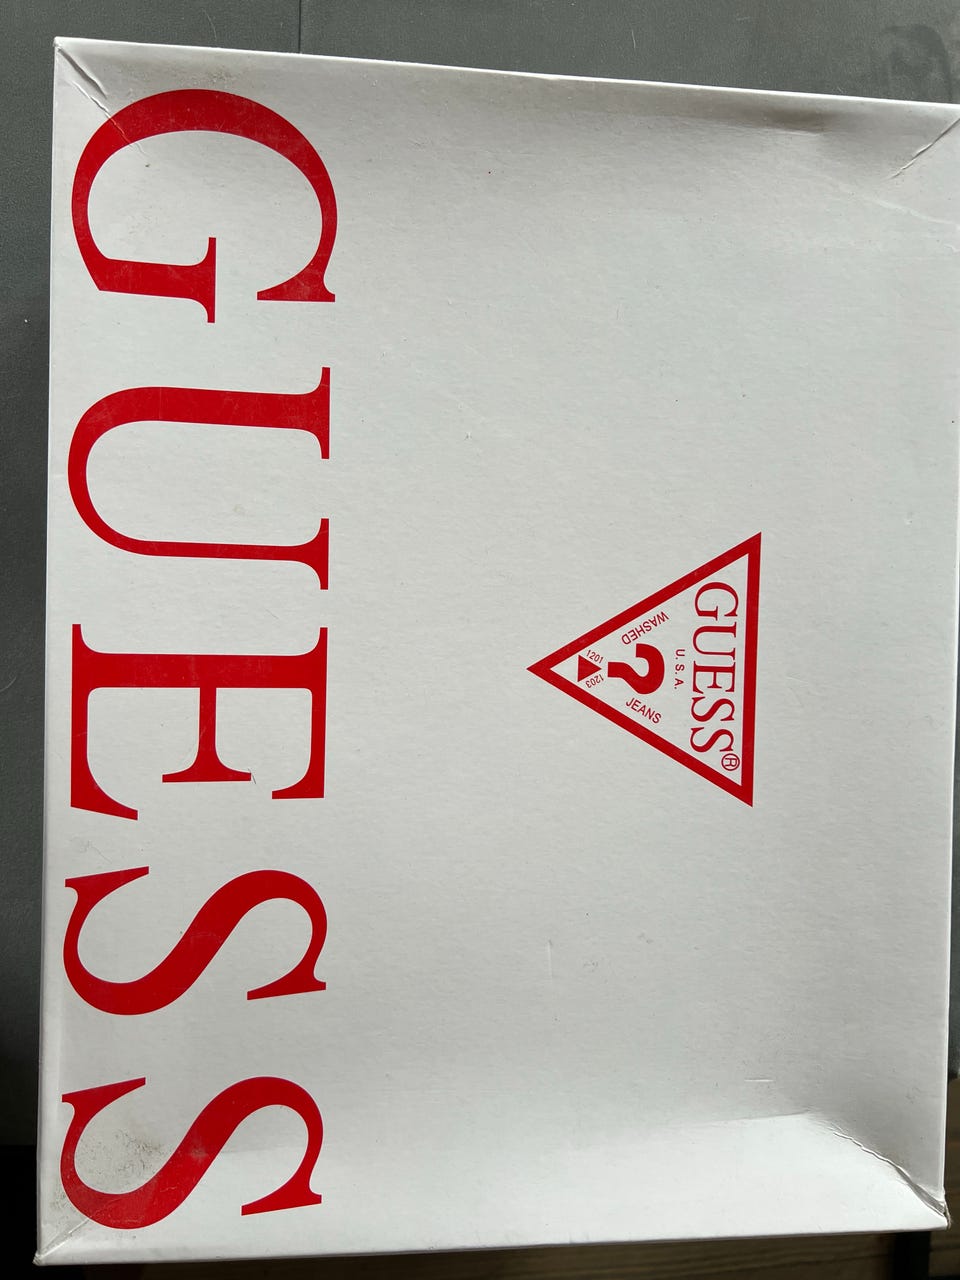 GUESS®
U.S.A.
WASHED ? JEANS
1201 1203
GUESS